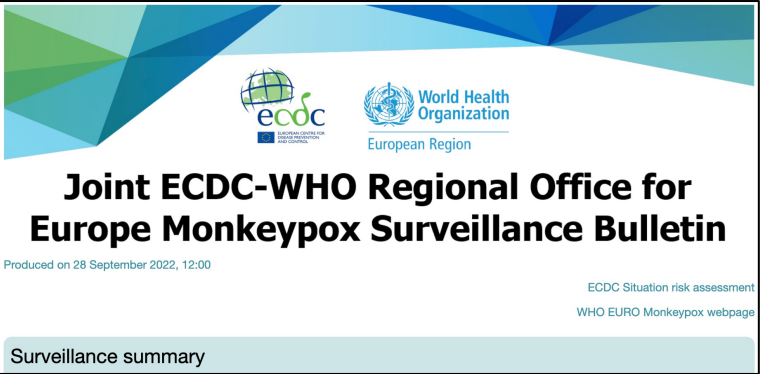 ecdc
EUROPEAN CENTRE FOR
DISEASE PREVENTION
AND CONTROL
World Health
Organization
European Region
Joint ECDC-WHO Regional Office for
Europe Monkeypox Surveillance Bulletin
Produced on 28 September 2022, 12:00
ECDC Situation risk assessment
WHO EURO Monkeypox webpage
Surveillance summary